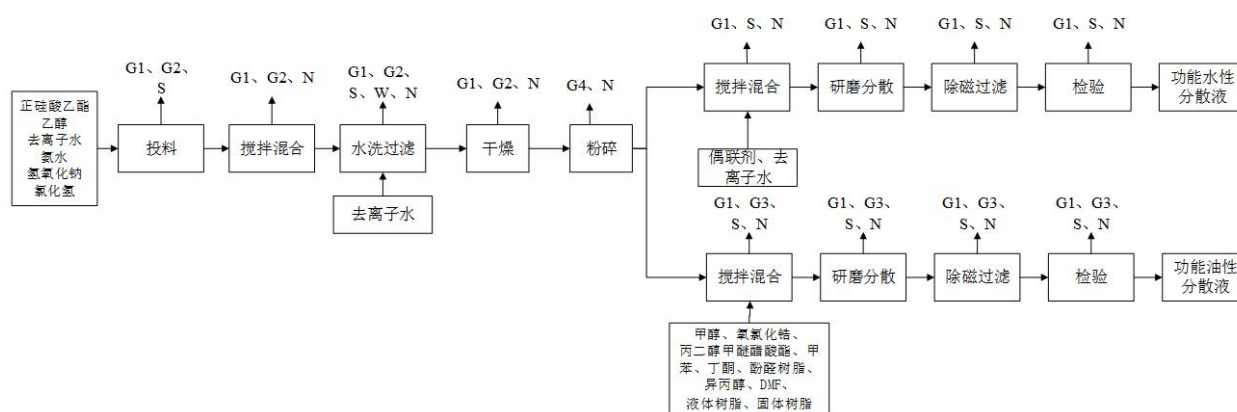 G1、G2、
S
G1、G2、N
G1、G2、
S、W、N
G1、G2、N
G4、N
正硅酸乙酯
乙醇
去离子水
氨水
氢氧化钠
氯化氢
投料
搅拌混合
水洗过滤
干燥
粉碎
去离子水
G1、S、N
G1、S、N
G1、S、N
G1、S、N
搅拌混合
研磨分散
除磁过滤
检验
功能水性
分散液
偶联剂、去
离子水
G1、G3、
S、N
G1、G3、
S、N
G1、G3、
S、N
G1、G3、
S、N
搅拌混合
研磨分散
除磁过滤
检验
功能油性
分散液
甲醇、氧氯化锆、
丙二醇甲醚醋酸酯、甲
苯、丁酮、酚醛树脂、
异丙醇、DMF、
液体树脂、固体树脂